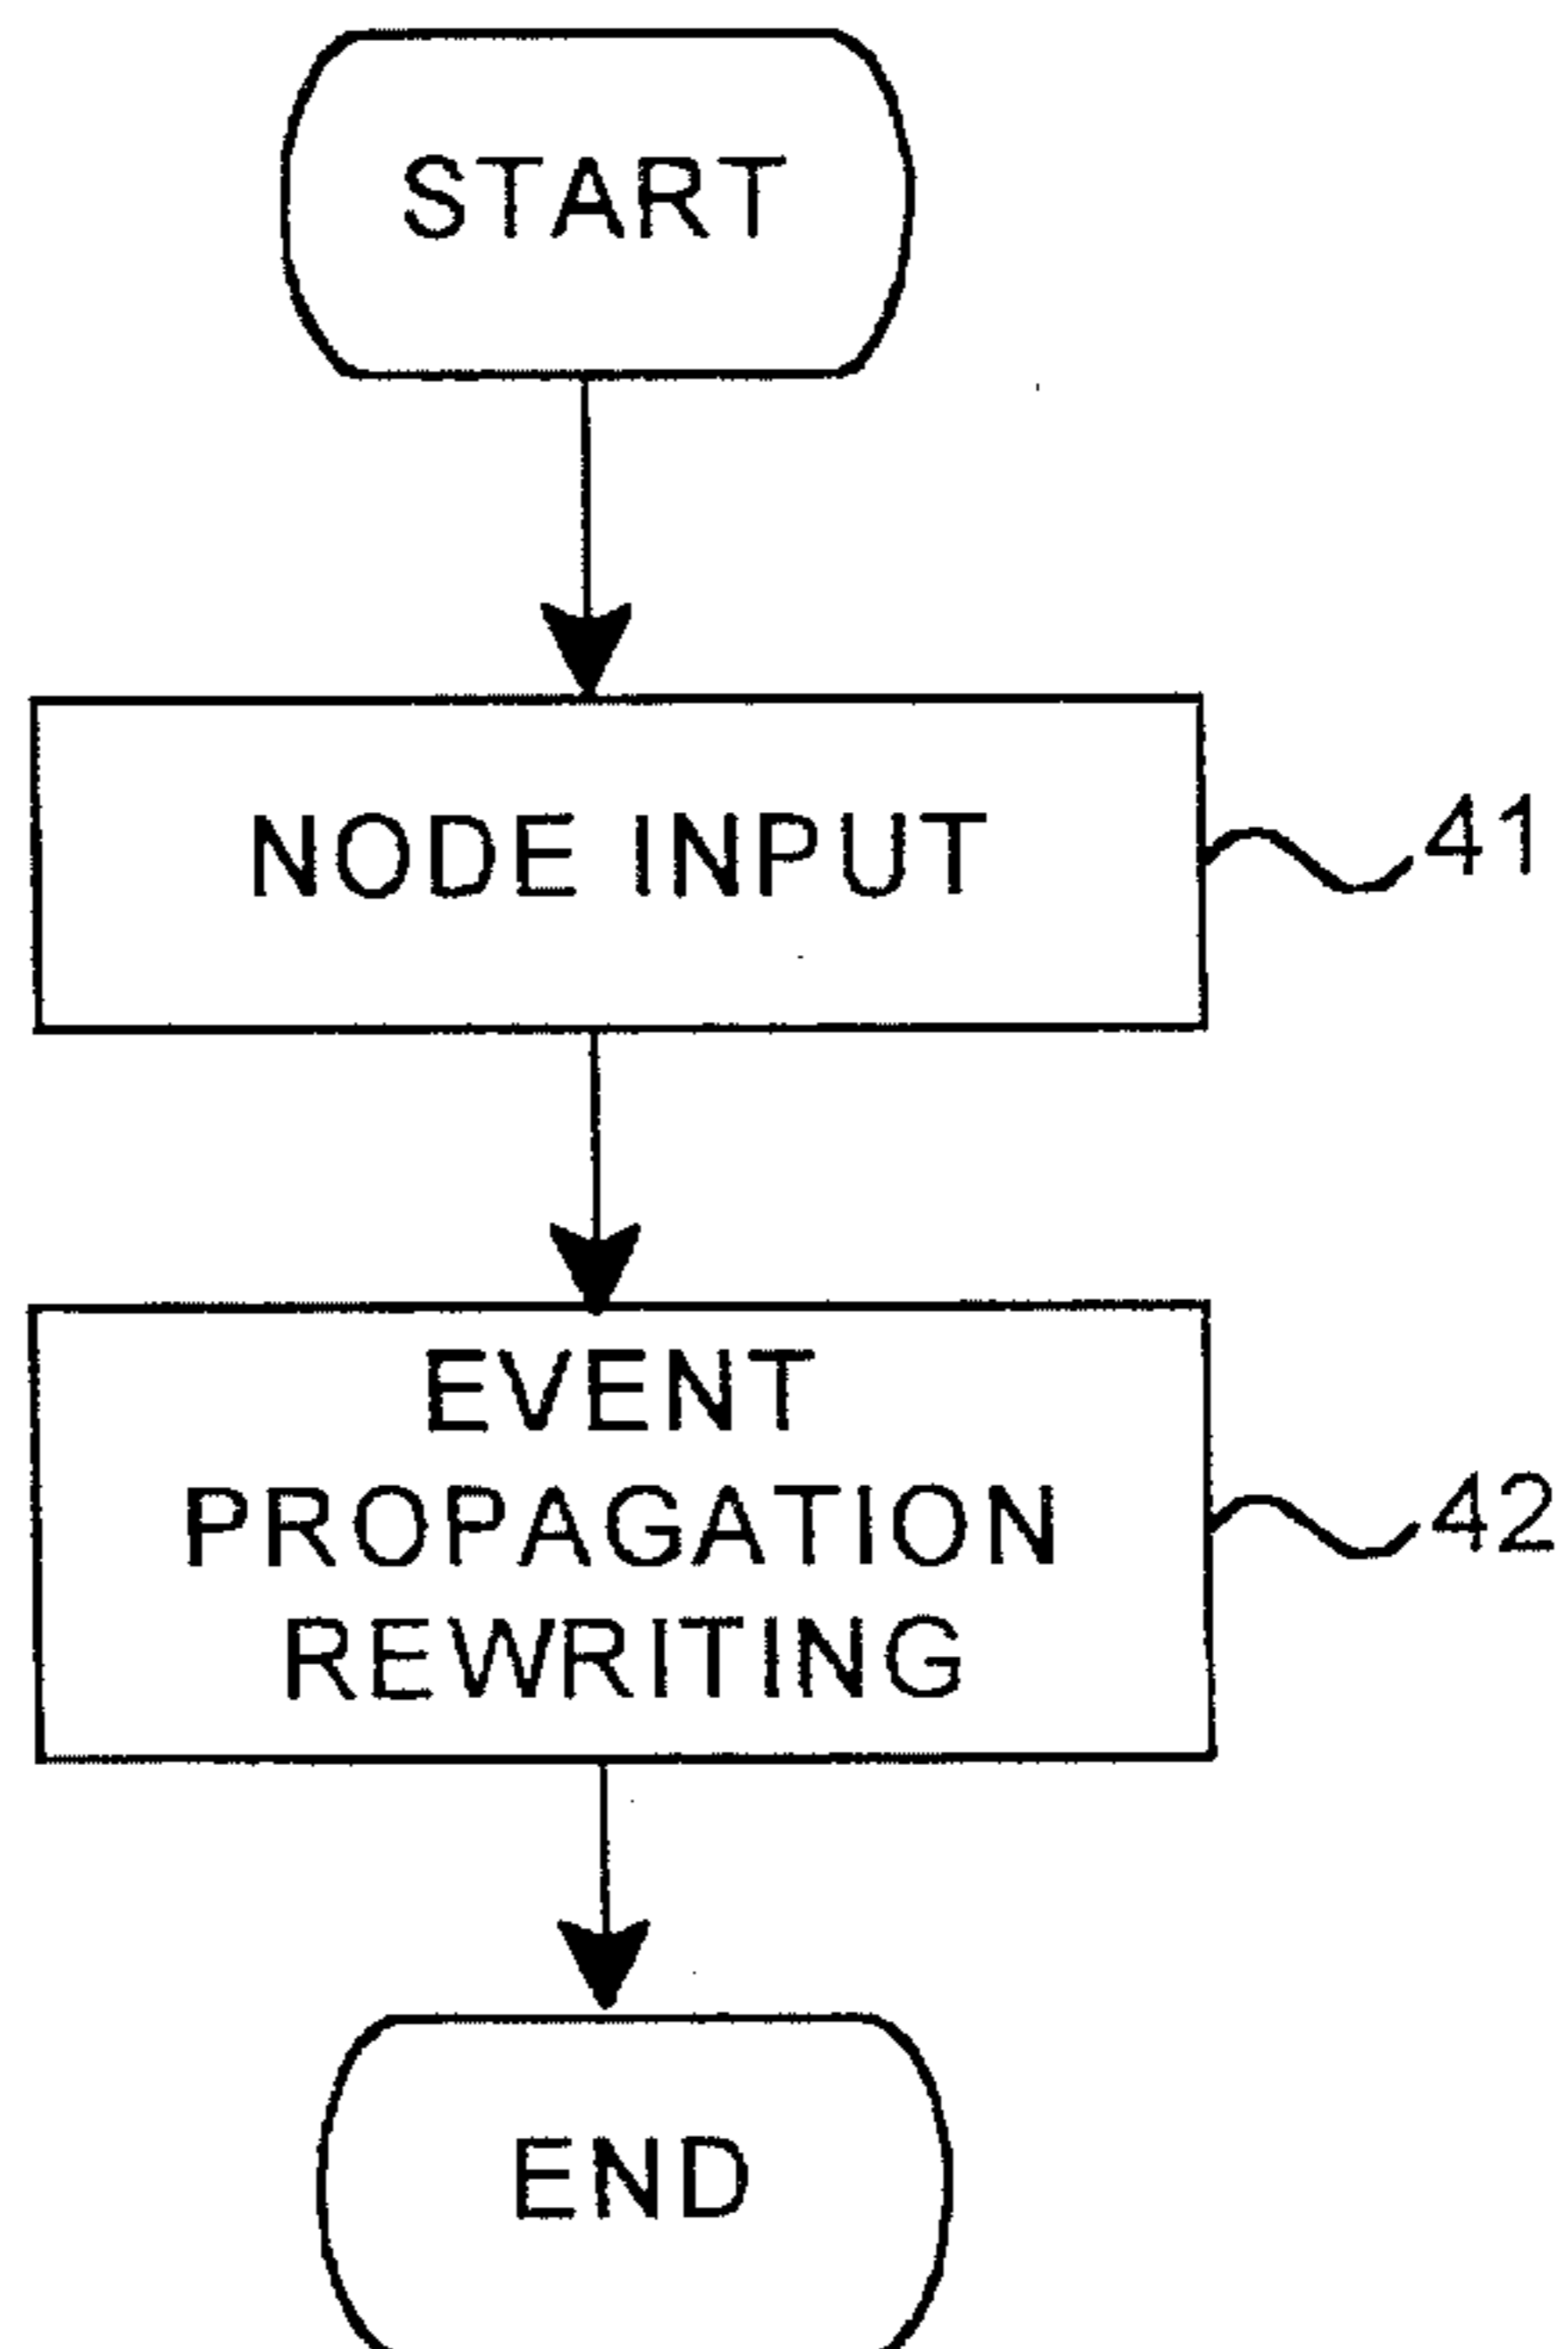 START
NODE INPUT
41
EVENT
PROPAGATION
REWRITING
42
END